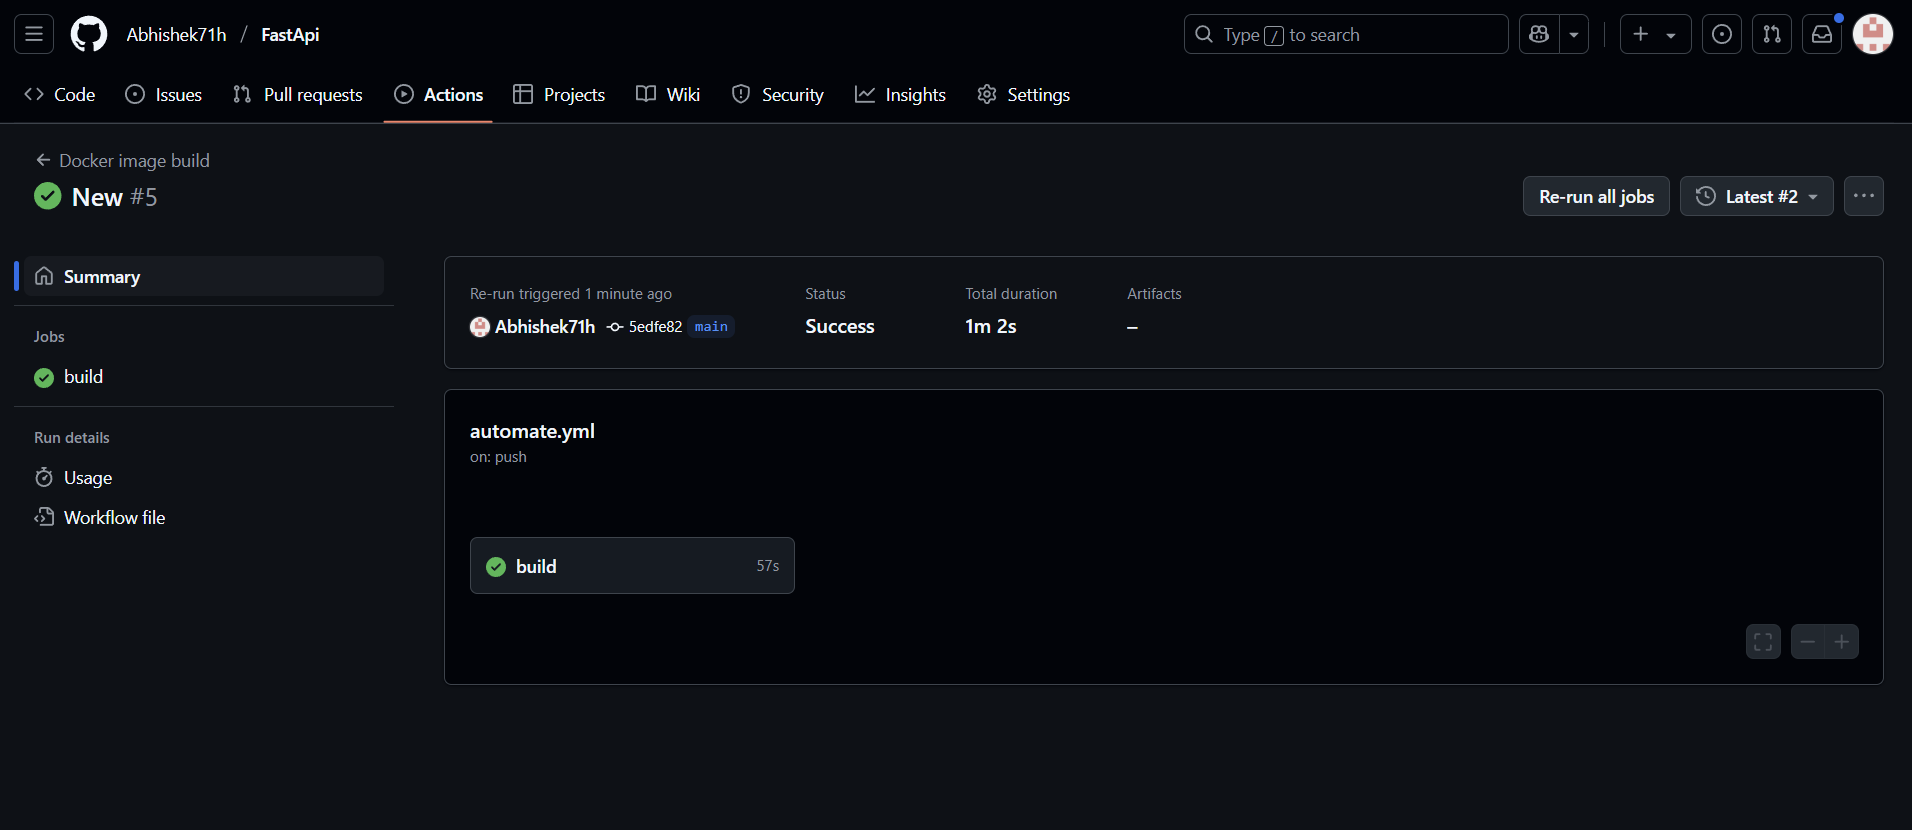 Abhishek71h / FastApi
Type / to search
Code Issues Pull requests Actions Projects Wiki Security Insights Settings
Docker image build
New #5
Re-run all jobs
Latest #2
Summary
Jobs
build
Run details
Usage
Workflow file
Re-run triggered 1 minute ago
Abhishek71h 5edfe82 main
Status
Success
Total duration
1m 2s
Artifacts
–
automate.yml
on: push
build 57s